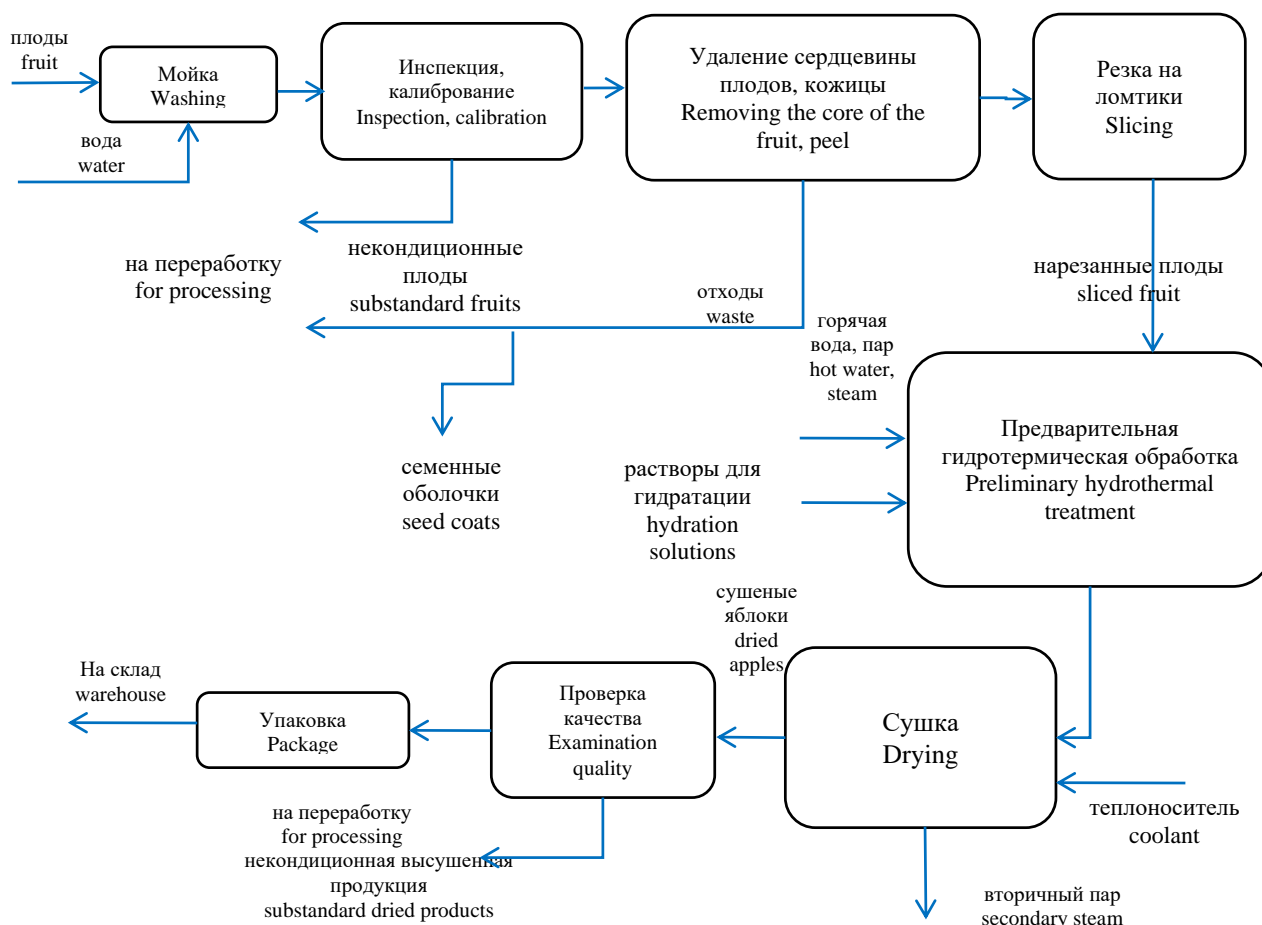 плоды
fruit
Мойка
Washing
вода
water
Инспекция,
калибрование
Inspection, calibration
Удаление сердцевины
плодов, кожицы
Removing the core of the
fruit, peel
Резка на
ломтики
Slicing
на переработку
for processing
некондиционные
плоды
substandard fruits
отходы
waste
нарезанные плоды
sliced fruit
горячая
вода, пар
hot water,
steam
семенные
оболочки
seed coats
растворы для
гидратации
hydration
solutions
Предварительная
гидротермическая обработка
Preliminary hydrothermal
treatment
На склад
warehouse
Упаковка
Package
Проверка
качества
Examination
quality
сушеные
яблоки
dried
apples
Сушка
Drying
теплоноситель
coolant
на переработку
for processing
некондиционная высушенная
продукция
substandard dried products
вторичный пар
secondary steam